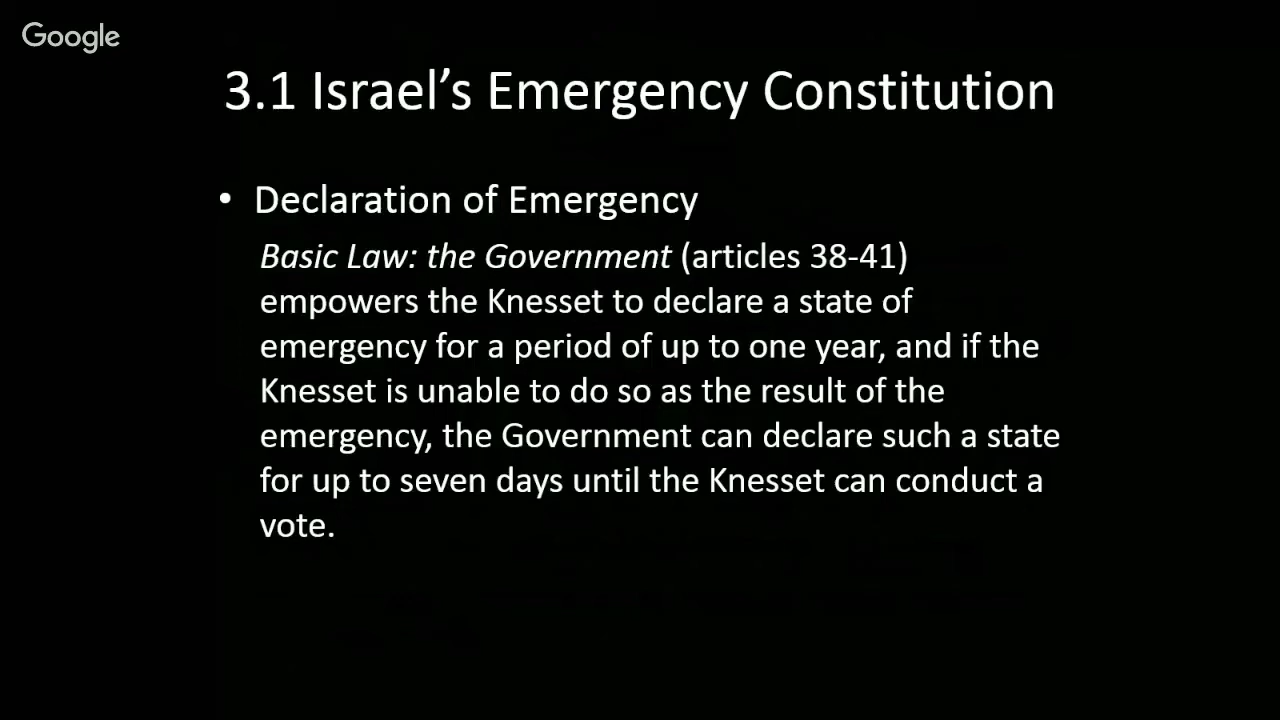 Google
3.1 Israel’s Emergency Constitution
• Declaration of Emergency
Basic Law: the Government (articles 38-41)
empowers the Knesset to declare a state of
emergency for a period of up to one year, and if the
Knesset is unable to do so as the result of the
emergency, the Government can declare such a state
for up to seven days until the Knesset can conduct a
vote.